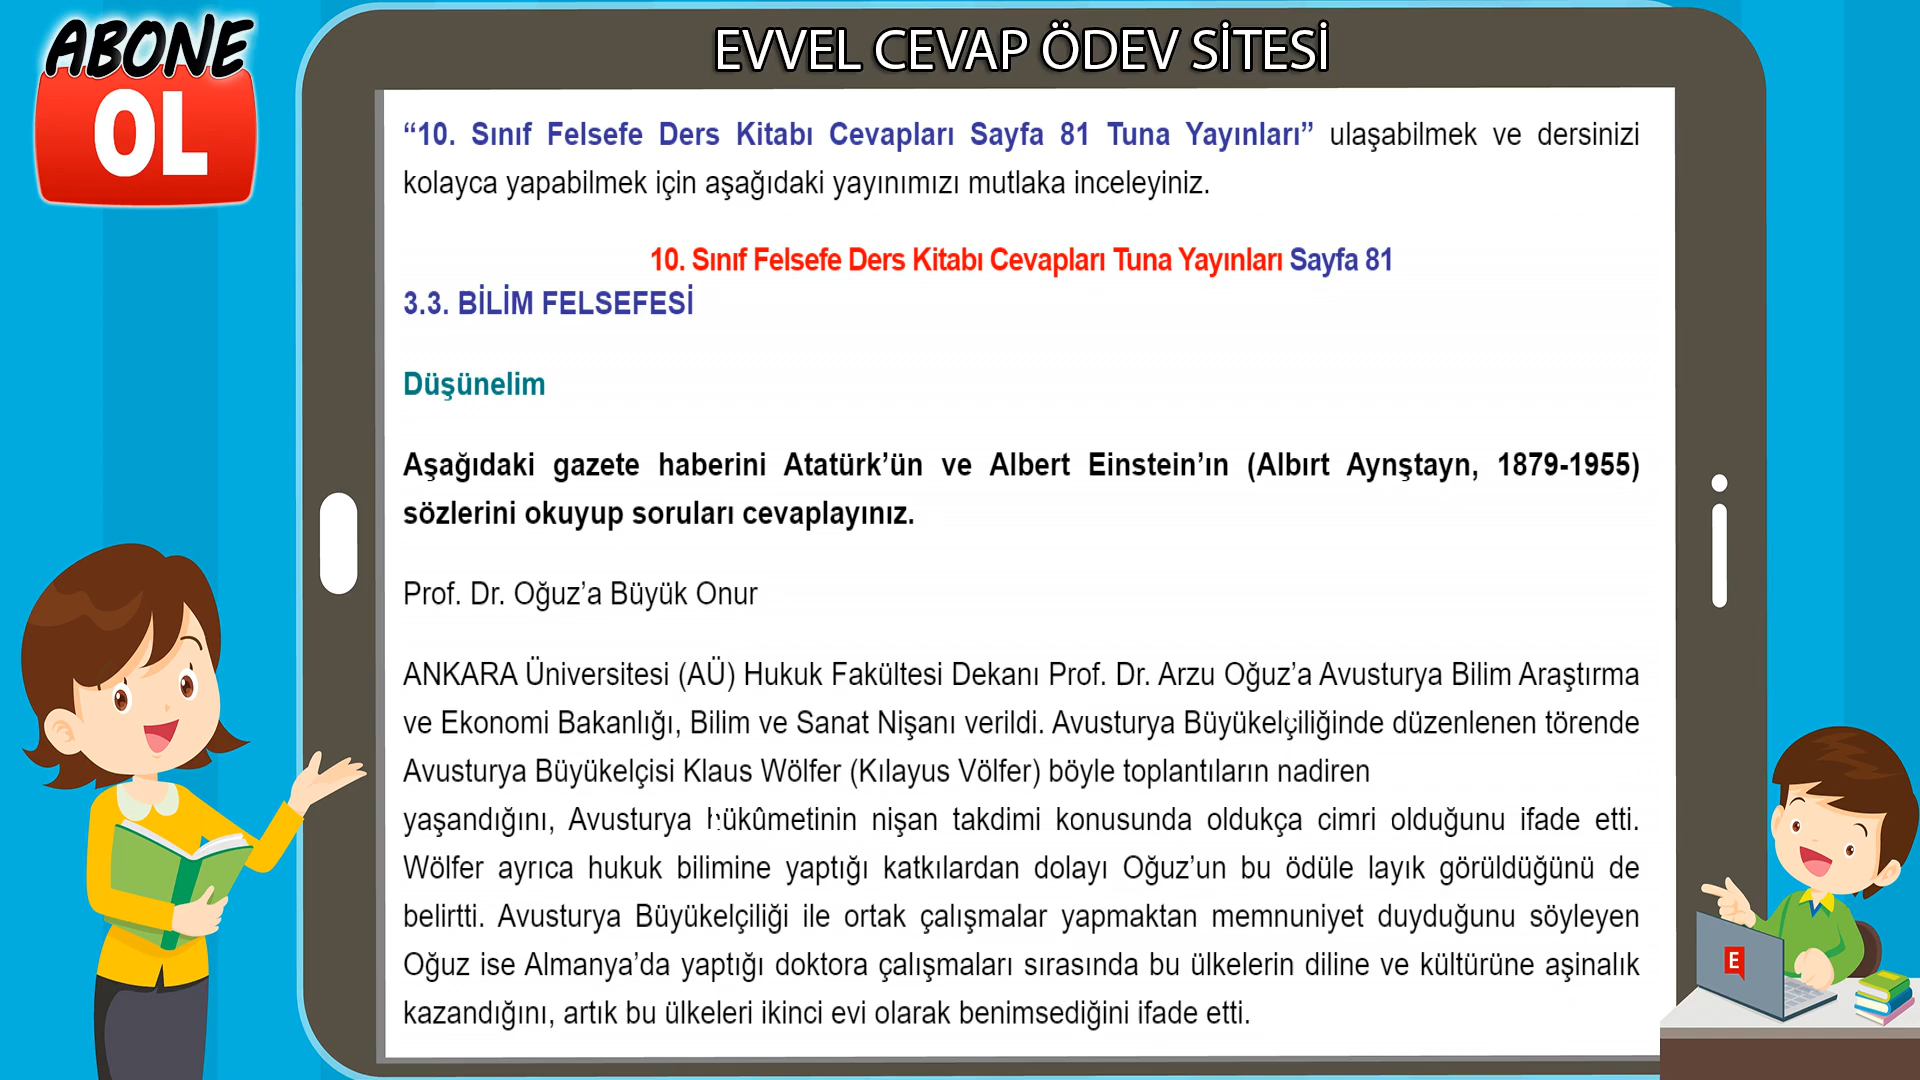 ABONE
OL
EVVEL CEVAP ÖDEV SİTESİ
“10. Sınıf Felsefe Ders Kitabı Cevapları Sayfa 81 Tuna Yayınları” ulaşabilmek ve dersinizi
kolayca yapabilmek için aşağıdaki yayınımızı mutlaka inceleyiniz.
10. Sınıf Felsefe Ders Kitabı Cevapları Tuna Yayınları Sayfa 81
3.3. BİLİM FELSEFESİ
Düşünelim
Aşağıdaki gazete haberini Atatürk’ün ve Albert Einstein’ın (Albırt Aynştayn, 1879-1955)
sözlerini okuyup soruları cevaplayınız.
Prof. Dr. Oğuz’a Büyük Onur
ANKARA Üniversitesi (AÜ) Hukuk Fakültesi Dekanı Prof. Dr. Arzu Oğuz’a Avusturya Bilim Araştırma
ve Ekonomi Bakanlığı, Bilim ve Sanat Nişanı verildi. Avusturya Büyükelçiliğinde düzenlenen törende
Avusturya Büyükelçisi Klaus Wölfer (Kılayus Völfer) böyle toplantıların nadiren
yaşandığını, Avusturya hükûmetinin nişan takdimi konusunda oldukça cimri olduğunu ifade etti.
Wölfer ayrıca hukuk bilimine yaptığı katkılardan dolayı Oğuz’un bu ödüle layık görüldüğünü de
belirtti. Avusturya Büyükelçiliği ile ortak çalışmalar yapmaktan memnuniyet duyduğunu söyleyen
Oğuz ise Almanya’da yaptığı doktora çalışmaları sırasında bu ülkelerin diline ve kültürüne aşinalık
kazandığını, artık bu ülkeleri ikinci evi olarak benimsediğini ifade etti.
E